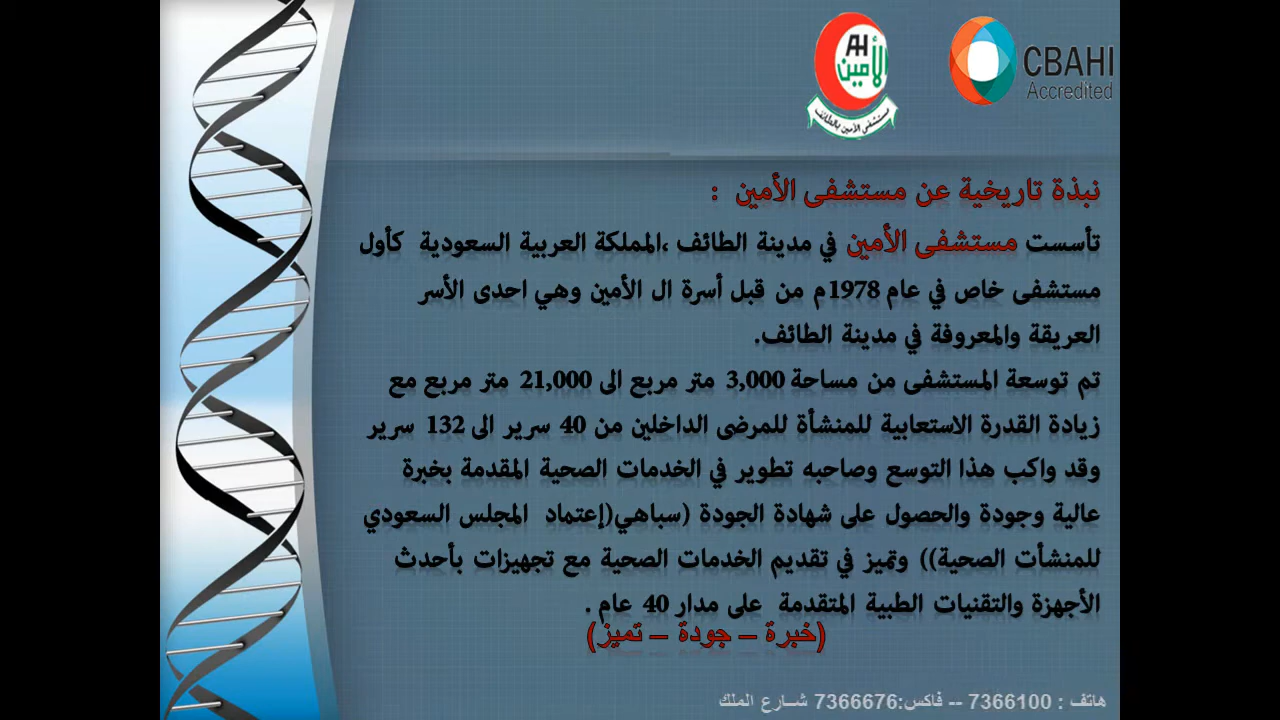 AH
الأمين
مستشفى الأمين بالطائف
CBAHI
Accredited
نبذة تاريخية عن مستشفى الأمين :
تأسست مستشفى الأمين في مدينة الطائف ،المملكة العربية السعودية كأول
مستشفى خاص في عام 1978م من قبل أسرة ال الأمين وهي احدى الأسر
العريقة والمعروفة في مدينة الطائف.
تم توسعة المستشفى من مساحة 3,000 متر مربع الى 21,000 متر مربع مع
زيادة القدرة الاستعابية للمنشأة للمرضى الداخلين من 40 سرير الى 132 سرير
وقد واكب هذا التوسع وصاحبه تطوير في الخدمات الصحية المقدمة بخبرة
عالية وجودة والحصول على شهادة الجودة (سباهي(إعتماد المجلس السعودي
للمنشأت الصحية)) وتميز في تقديم الخدمات الصحية مع تجهيزات بأحدث
الأجهزة والتقنيات الطبية المتقدمة على مدار 40 عام .
(خبرة – جودة – تميز)
هاتف : 7366100 -- فاكس:7366676 شــارع الملك